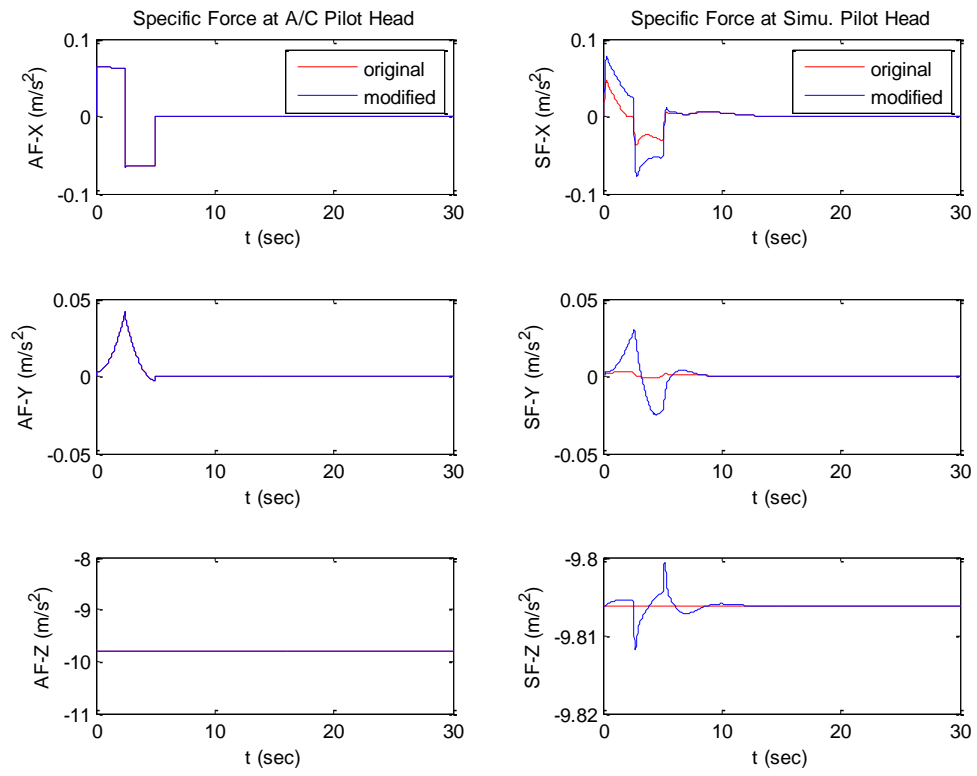 Specific Force at A/C Pilot Head
0.1
0
-0.1
AF-X (m/s²)
original
modified
0 10 20 30
t (sec)
Specific Force at Simu. Pilot Head
0.1
0
-0.1
SF-X (m/s²)
original
modified
0 10 20 30
t (sec)
0.05
0
-0.05
AF-Y (m/s²)
0 10 20 30
t (sec)
0.05
0
-0.05
SF-Y (m/s²)
0 10 20 30
t (sec)
-8
-9
-10
-11
AF-Z (m/s²)
0 10 20 30
t (sec)
-9.8
-9.81
-9.82
SF-Z (m/s²)
0 10 20 30
t (sec)